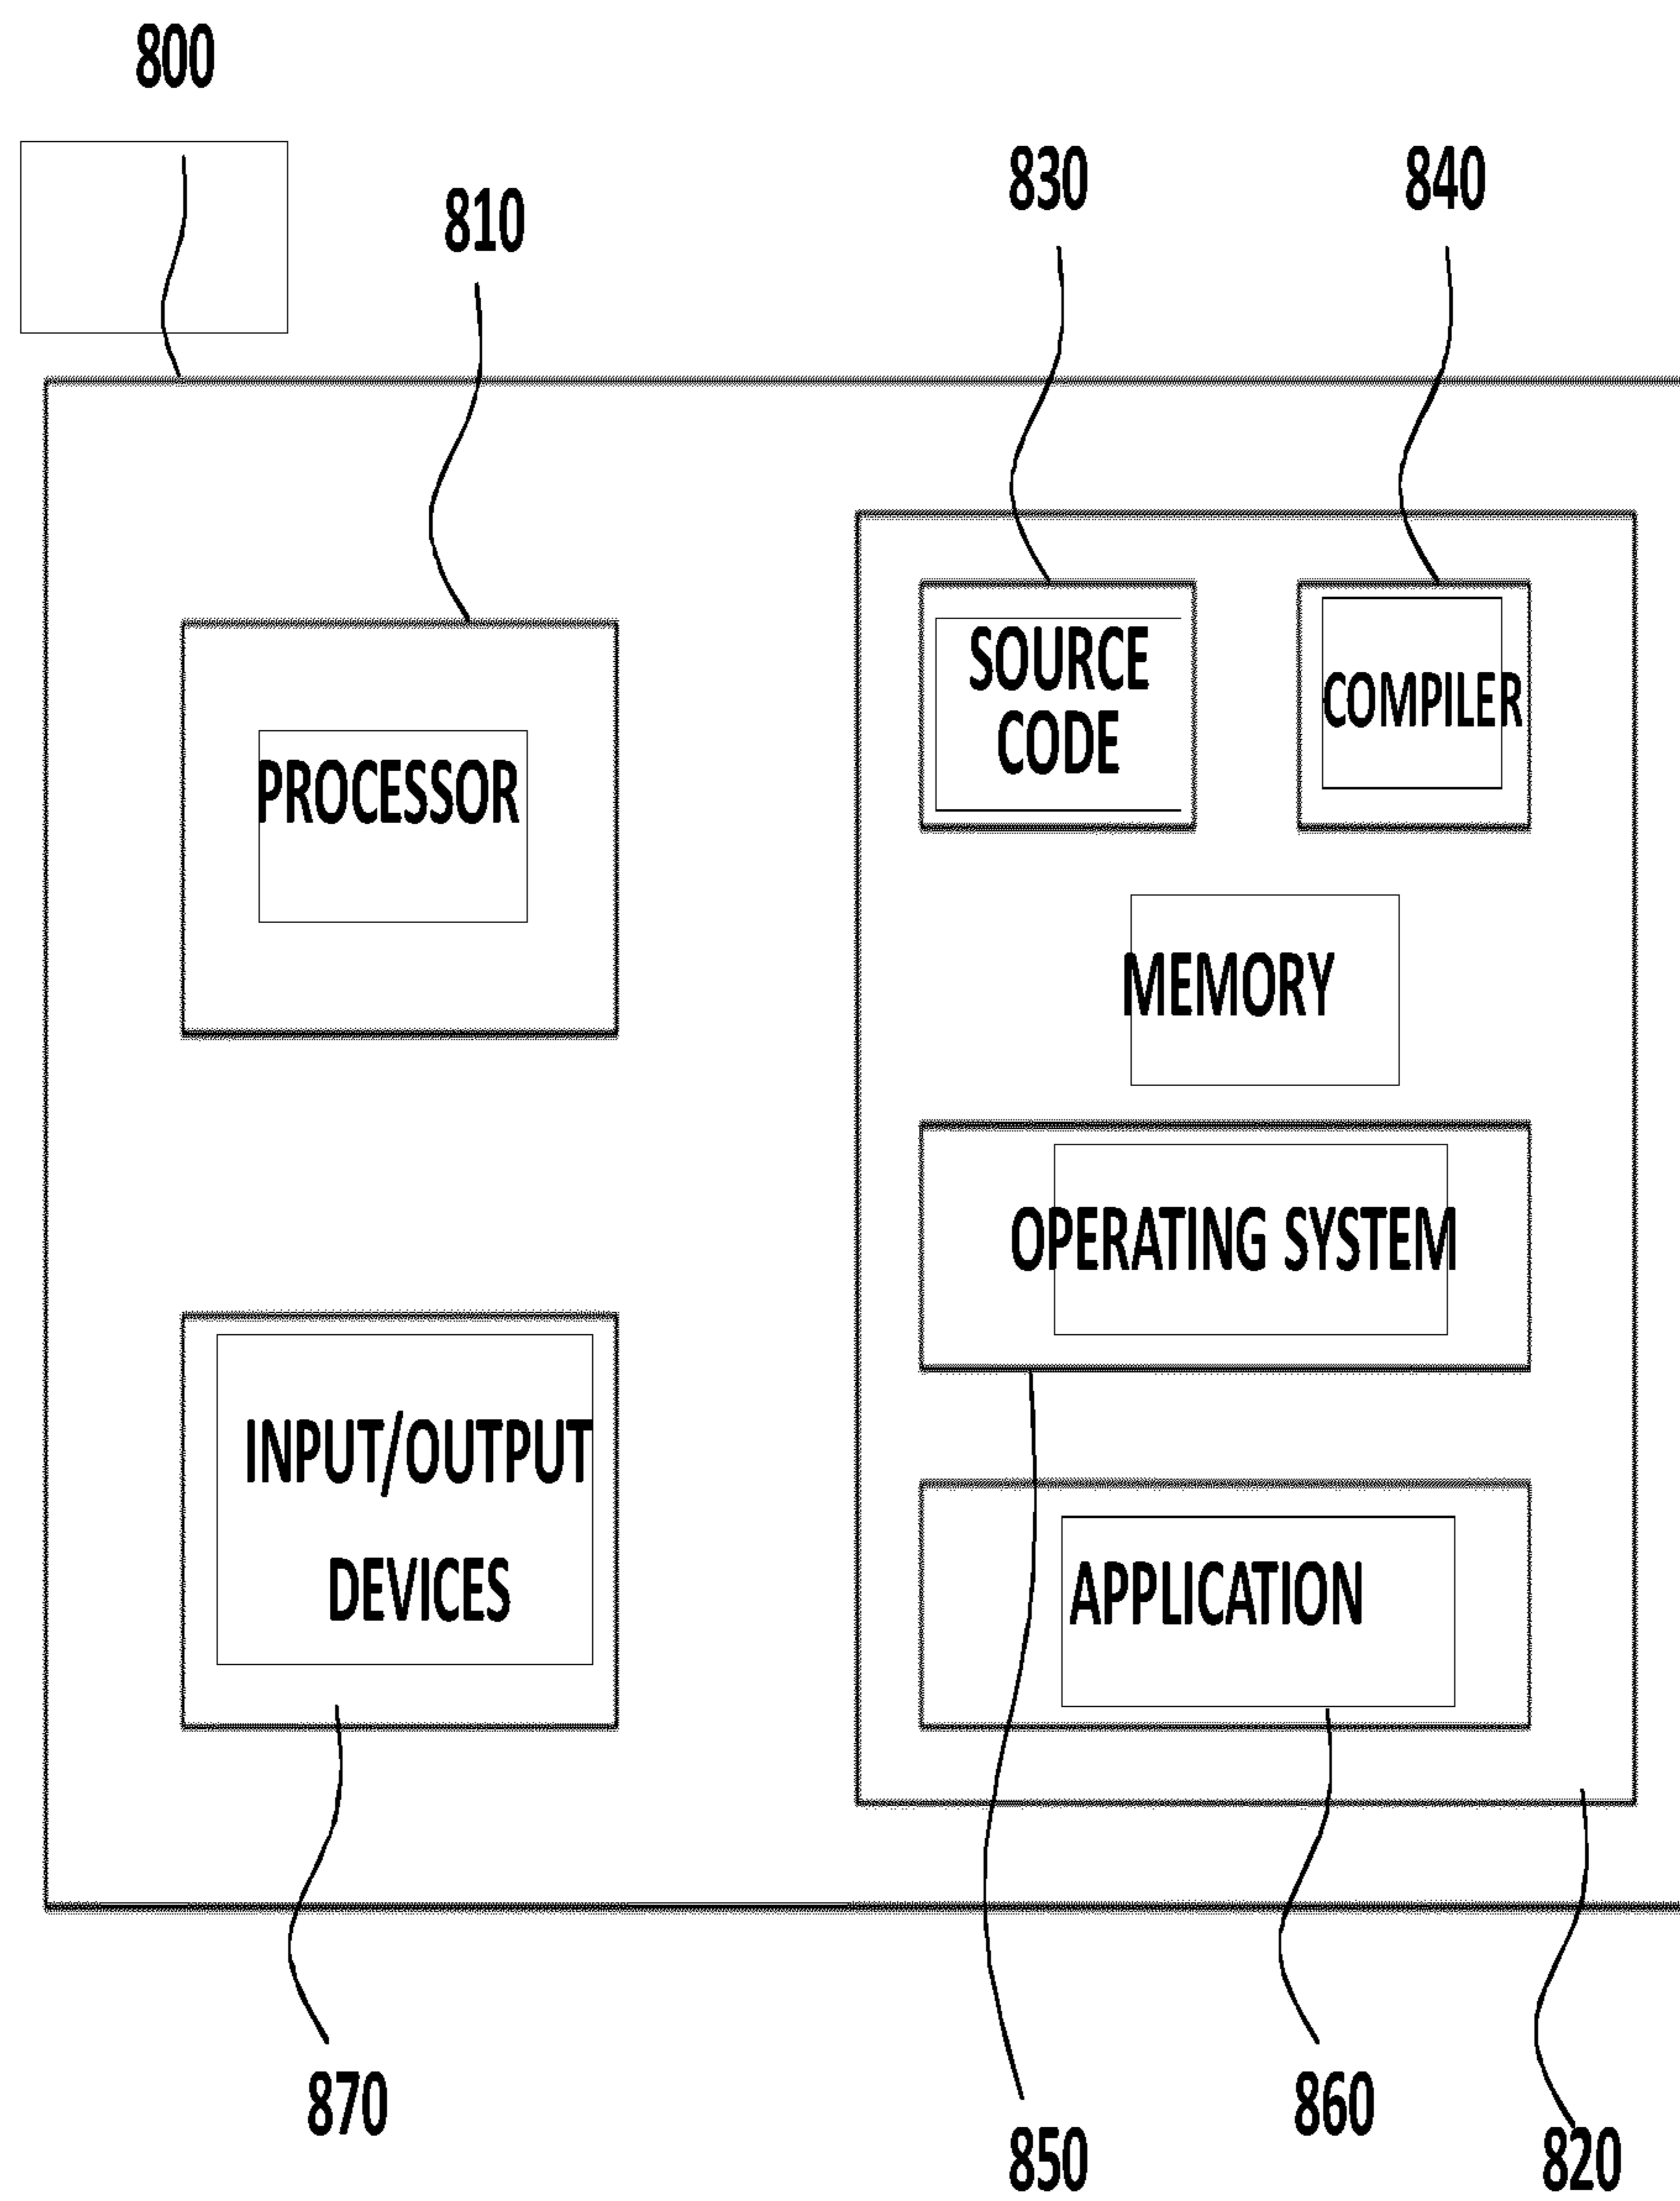 800
810
830
840
SOURCE
CODE
COMPILER
PROCESSOR
MEMORY
OPERATING SYSTEM
INPUT/OUTPUT
DEVICES
APPLICATION
870
850
860
820